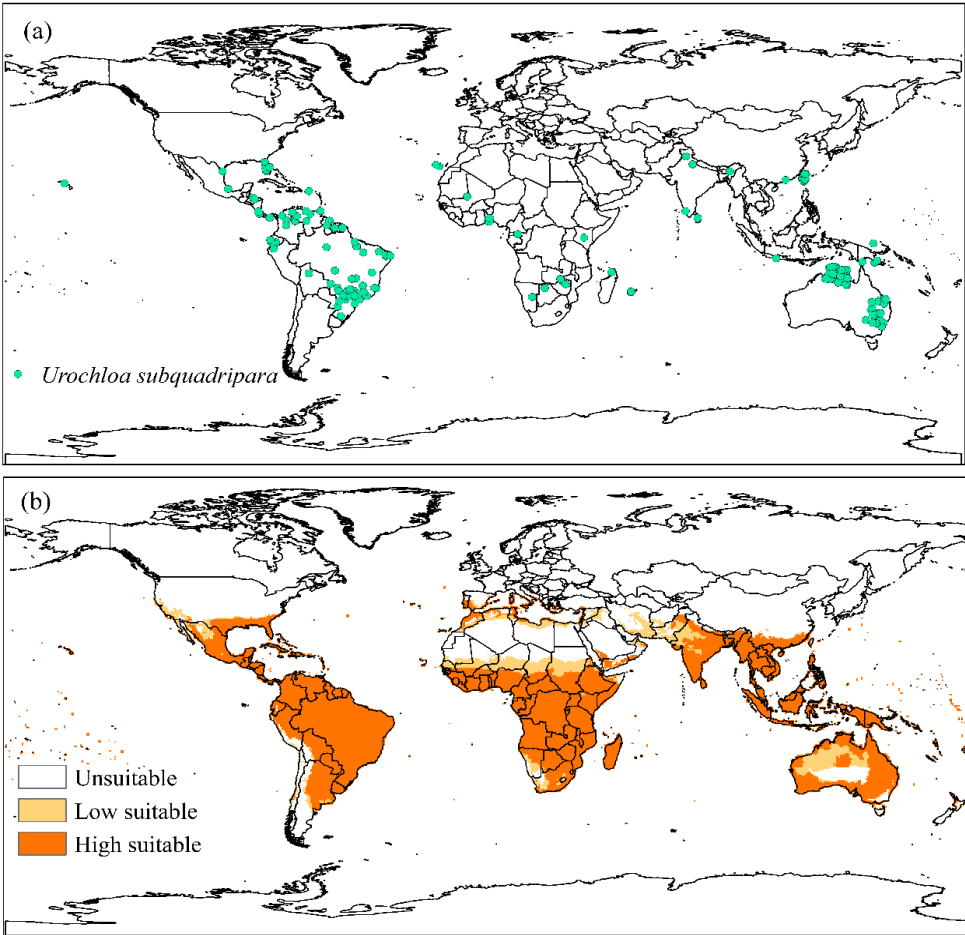 (a)
Urochloa subquadripara
(b)
Unsuitable
Low suitable
High suitable